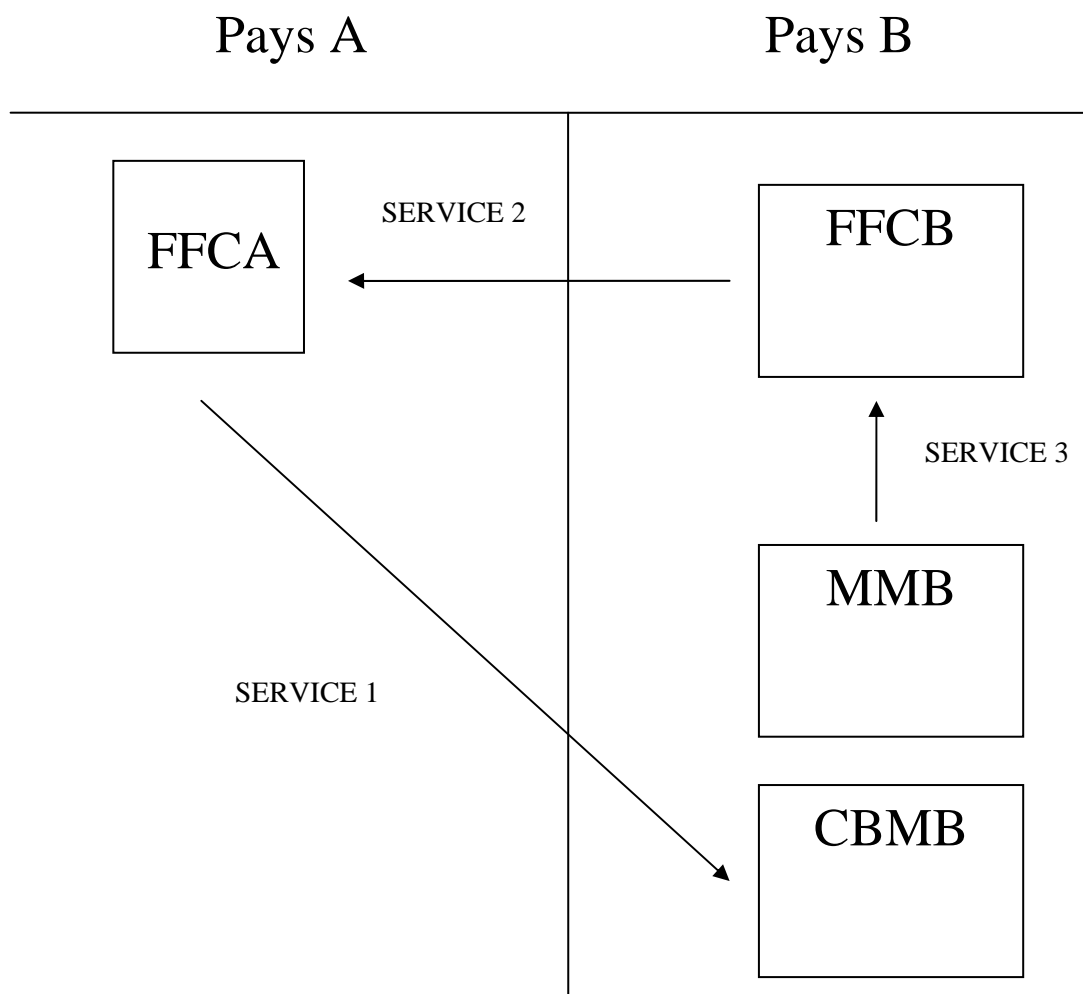 Pays A
Pays B
FFCA
SERVICE 2
FFCB
SERVICE 3
MMB
SERVICE 1
CBMB